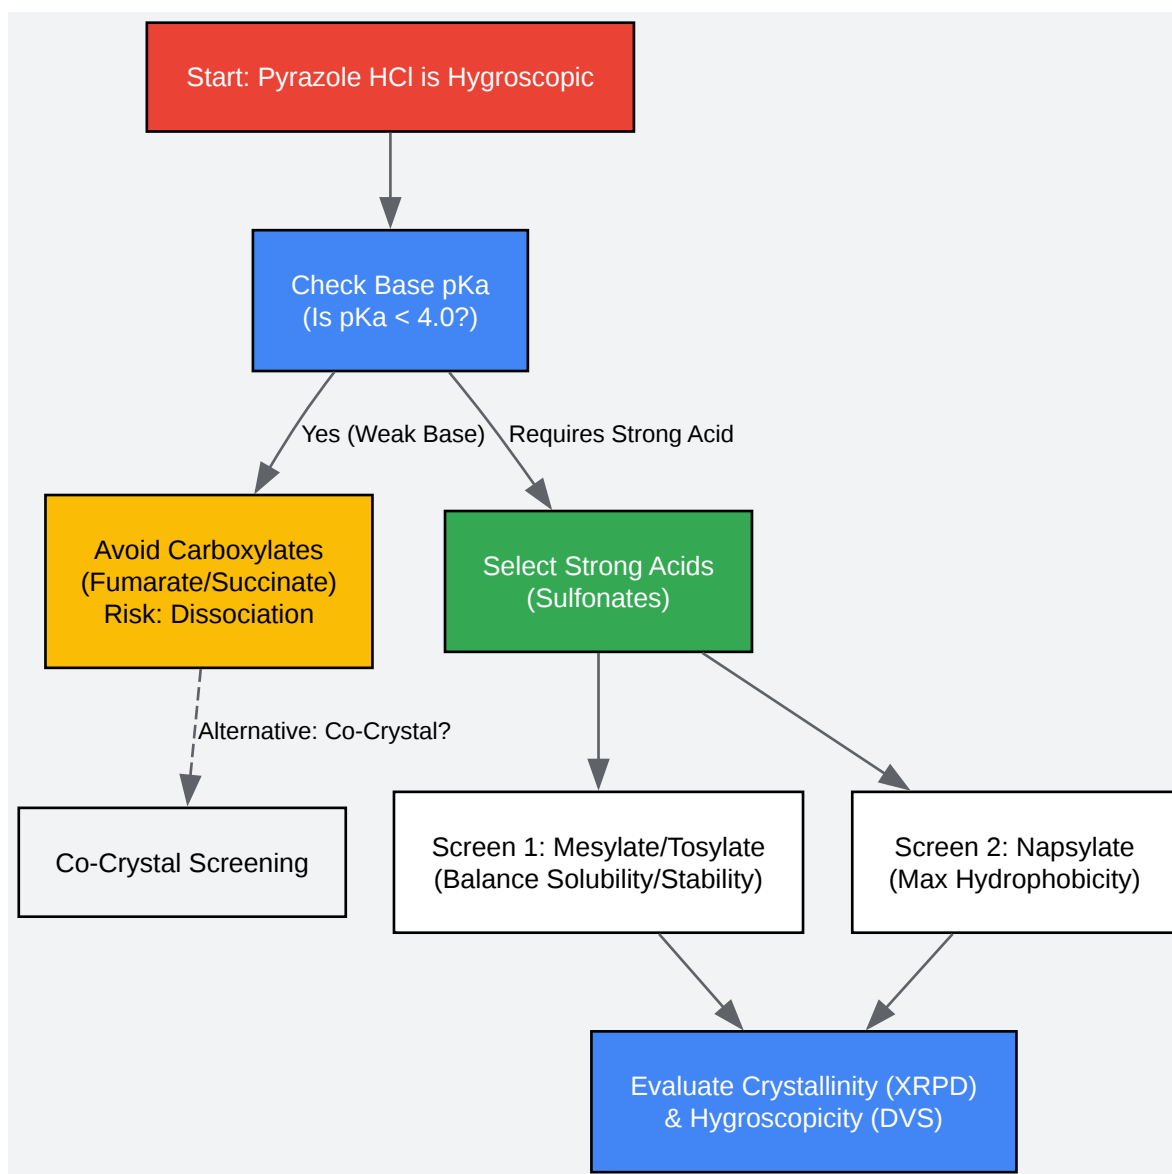 Start: Pyrazole HCl is Hygroscopic
Check Base pKa
(Is pKa < 4.0?)
Yes (Weak Base)
Requires Strong Acid
Avoid Carboxylates
(Fumarate/Succinate)
Risk: Dissociation
Select Strong Acids
(Sulfonates)
Alternative: Co-Crystal?
Co-Crystal Screening
Screen 1: Mesylate/Tosylate
(Balance Solubility/Stability)
Screen 2: Napsylate
(Max Hydrophobicity)
Evaluate Crystallinity (XRPD)
& Hygroscopicity (DVS)